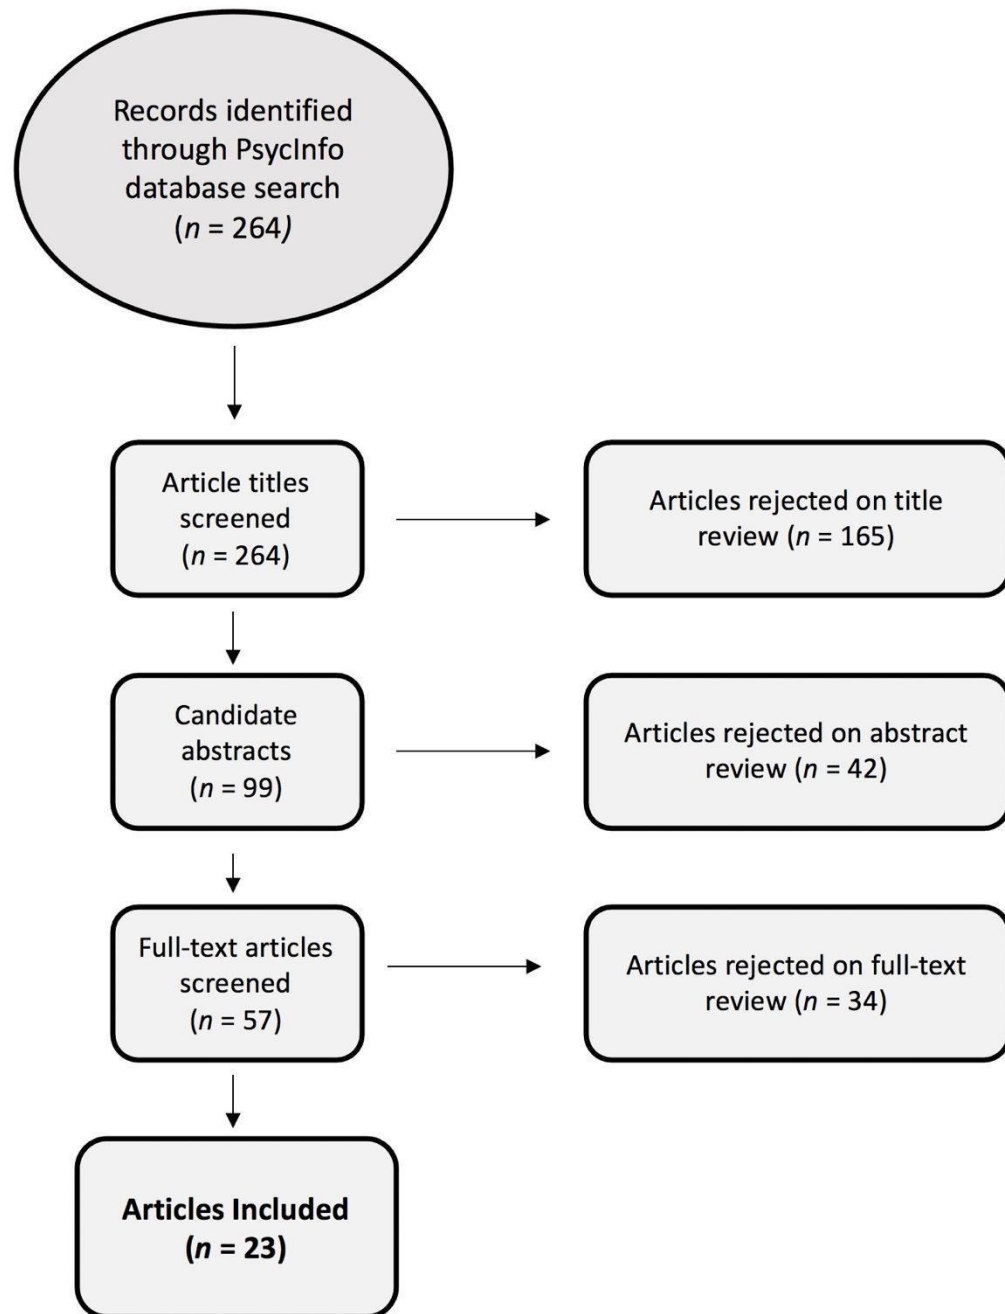 Records identified
through PsycInfo
database search
(n = 264)
Article titles
screened
(n = 264)
Articles rejected on title
review (n = 165)
Candidate
abstracts
(n = 99)
Articles rejected on abstract
review (n = 42)
Full-text articles
screened
(n = 57)
Articles rejected on full-text
review (n = 34)
Articles Included
(n = 23)